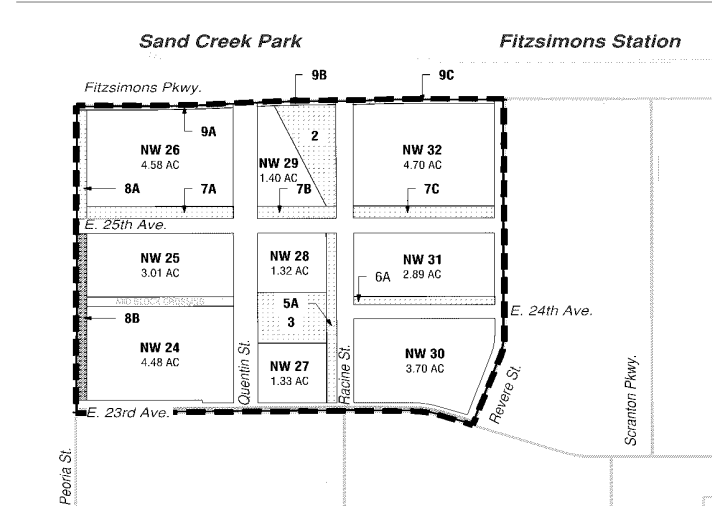 Sand Creek Park
Fitzsimons Station
Fitzsimons Pkwy.
9B
9C
9A
NW 26
4.58 AC
2
NW 29
1.40 AC
NW 32
4.70 AC
8A
7A
7B
7C
E. 25th Ave.
NW 25
3.01 AC
NW 28
1.32 AC
NW 31
2.89 AC
6A
MID BLOCK CROSSING
5A
3
E. 24th Ave.
8B
NW 24
4.48 AC
Quentin St.
NW 27
1.33 AC
Racine St.
NW 30
3.70 AC
Revere St.
Scranton Pkwy.
E. 23rd Ave.
Peoria St.